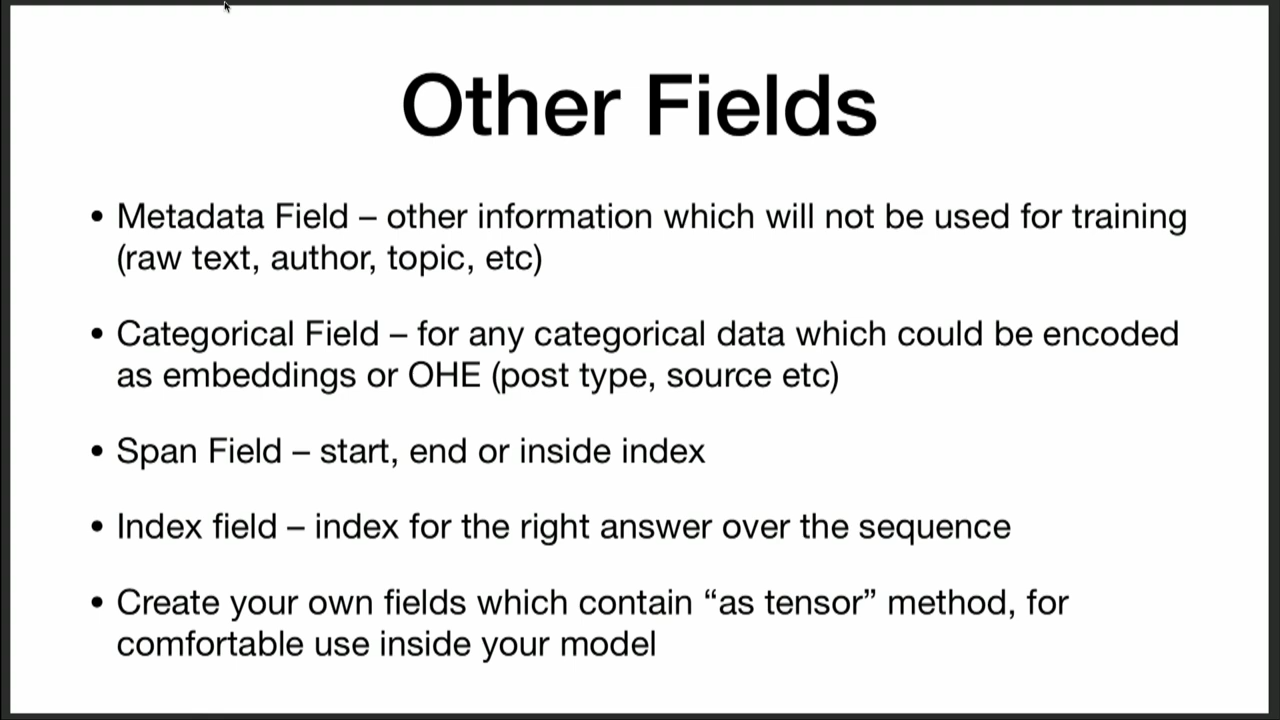 Other Fields
• Metadata Field – other information which will not be used for training
(raw text, author, topic, etc)
• Categorical Field – for any categorical data which could be encoded
as embeddings or OHE (post type, source etc)
• Span Field – start, end or inside index
• Index field – index for the right answer over the sequence
• Create your own fields which contain “as tensor” method, for
comfortable use inside your model